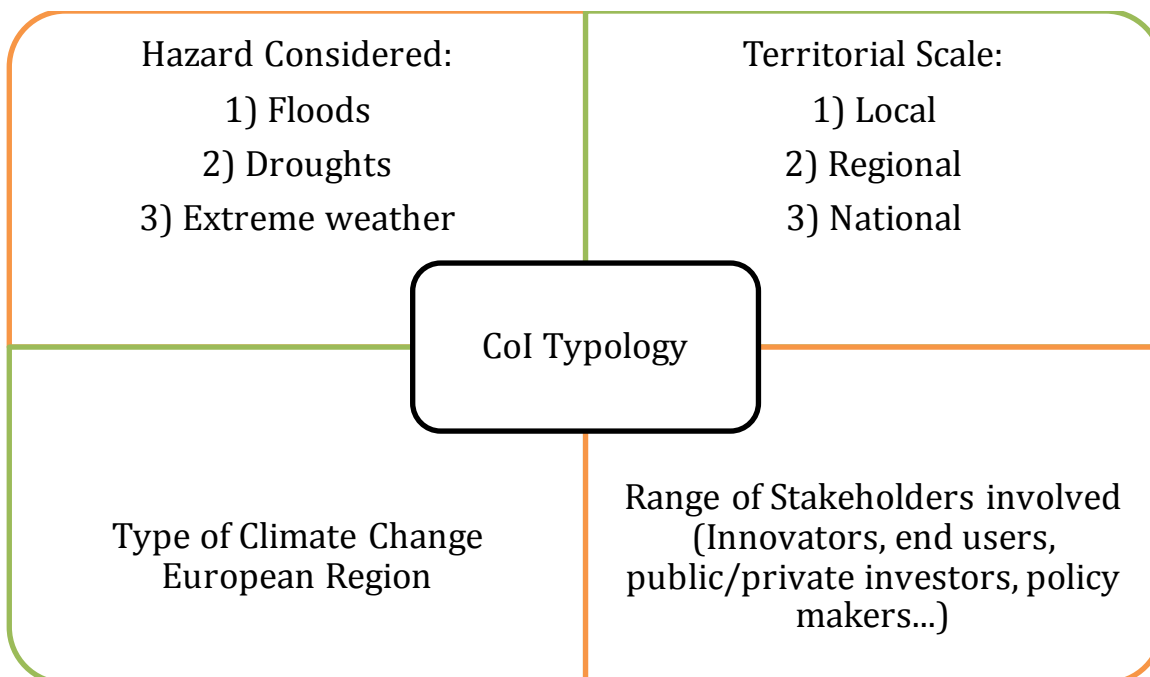 Hazard Considered:
1) Floods
2) Droughts
3) Extreme weather
Territorial Scale:
1) Local
2) Regional
3) National
CoI Typology
Type of Climate Change
European Region
Range of Stakeholders involved
(Innovators, end users,
public/private investors, policy
makers...)